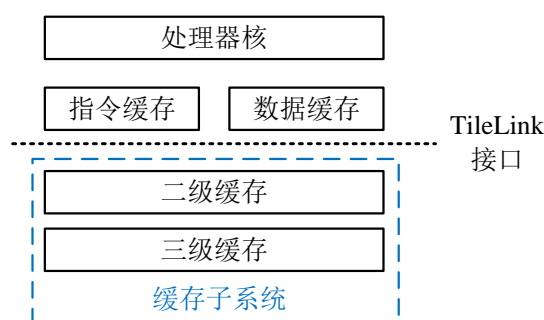 处理器核
指令缓存
数据缓存
TileLink
接口
二级缓存
三级缓存
缓存子系统